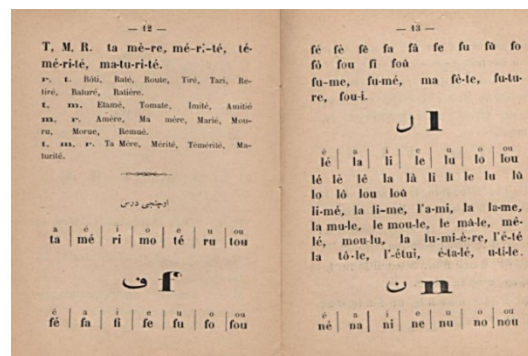 — 12 —
T, M, R. ta mè-re, mé-ri-té, té-
mé-ri-té, ma-tu-ri-té.
r. t. Rôti, Raté, Route, Tiré, Tari, Re-
tiré, Raturé, Ratière.
t. m. Etamé, Tomate, Imité, Amitié
m. r. Amère, Ma mère, Marié, Mou-
ru, Morue, Remué.
t. m. r. Ta Mère, Mérité, Témérité, Ma-
turité.
درس
a é i o é u ou
ta mé ri mo té ru tou
ف f
é a i e u o ou
fé fa fi fe fu fo fou
— 13 —
fé fè fê fa fâ fe fu fû fo
fô fou fi foû
fu-me, fu-mé, ma fê-te, fu-tu-
re, fou-i.
ل l
é a i e u o ou
lé la li le lu lo lou
lé lè lê la lâ li lî le lu lû
lo lô lou loû
li-mé, la li-me, l'a-mi, la la-me,
la mu-le, le mou-le, le mâ-le, mê-
lé, mou-lu, la lu-mi-è-re, l'é-té
la tô-le, l'-étui, é-ta-lé, u-ti-le.
ن n
é a i e u o ou
né na ni ne nu no nou